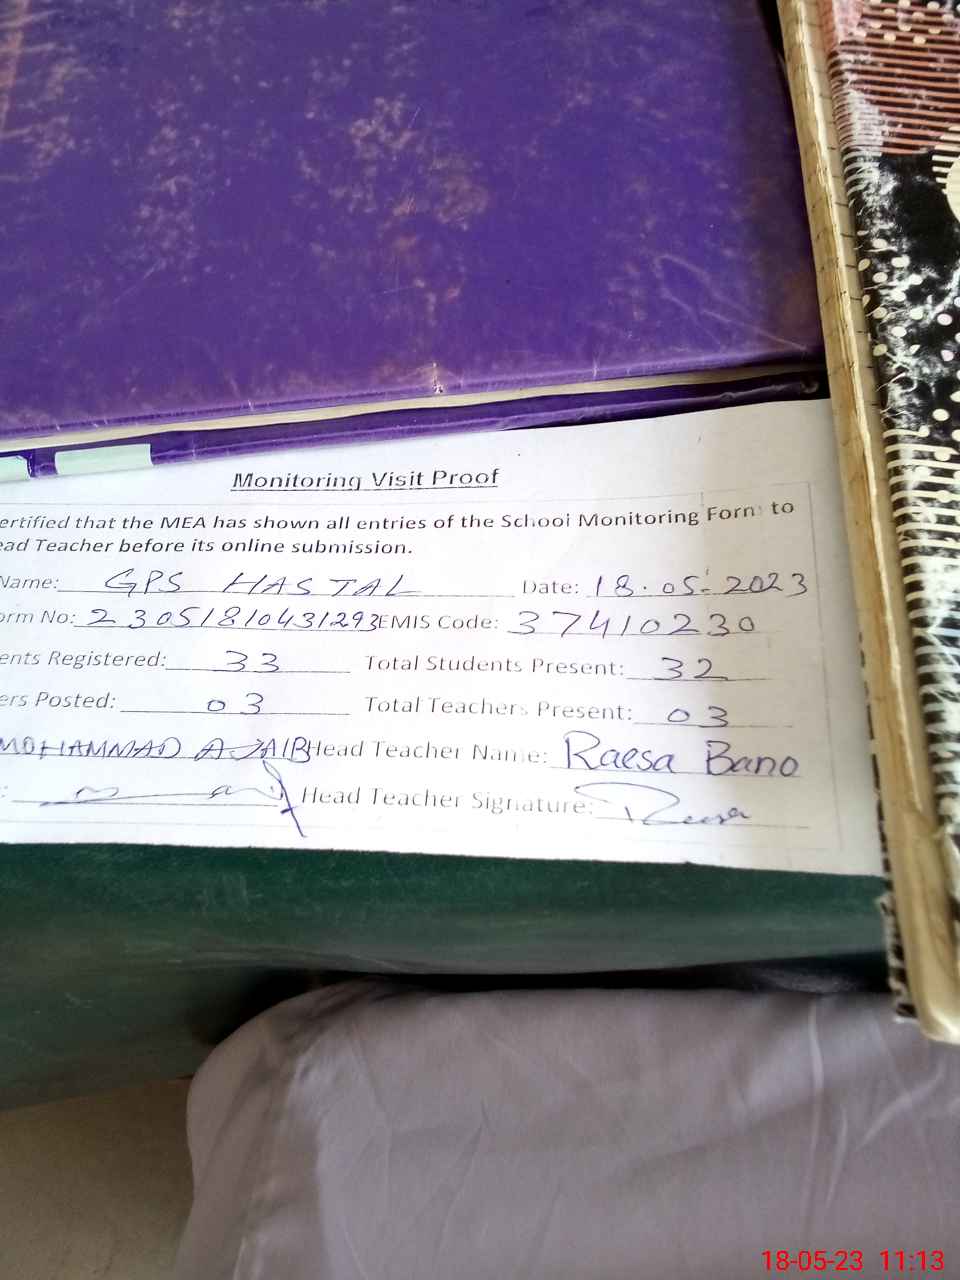 Monitoring Visit Proof
ertified that the MEA has shown all entries of the School Monitoring Form to
ead Teacher before its online submission.
Name: GPS HASTAL Date: 18.05.2023
orm No: 23051810431293 EMIS Code: 37410230
ents Registered: 33 Total Students Present: 32
ers Posted: 03 Total Teachers Present: 03
MOHAMMAD AJAIB Head Teacher Name: Raesa Bano
: Head Teacher Signature:
18-05-23 11:13